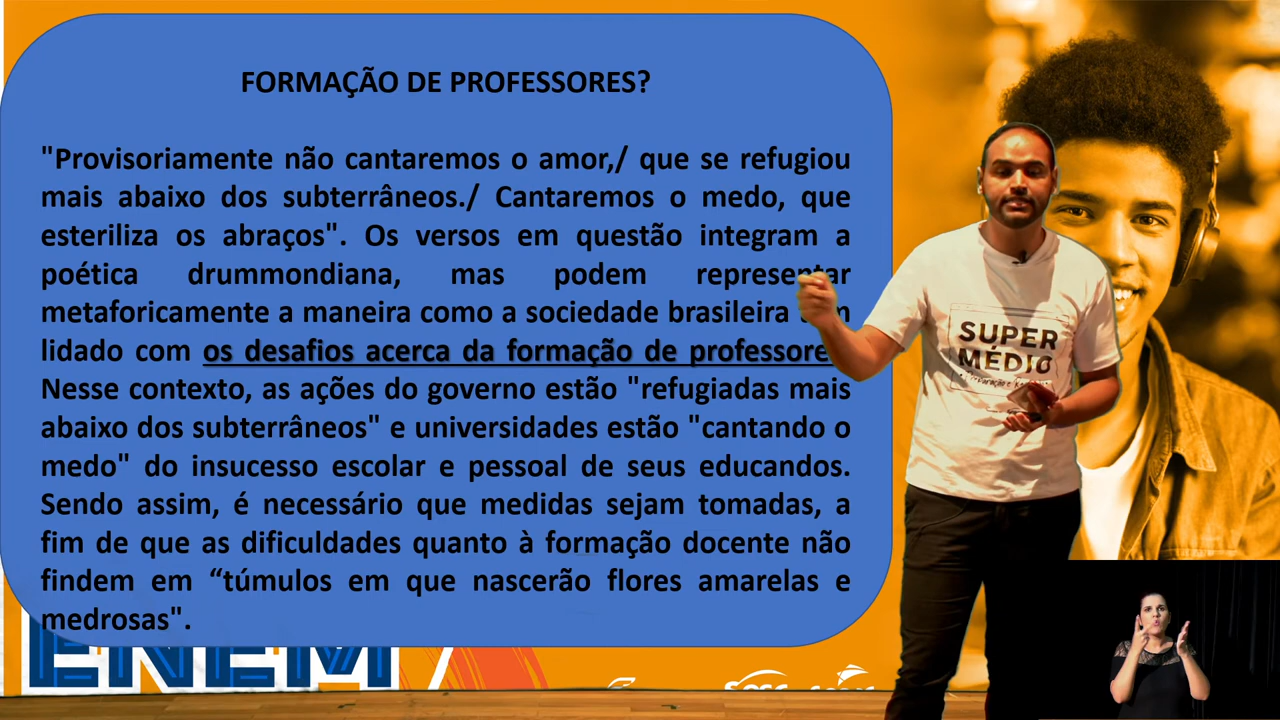 FORMAÇÃO DE PROFESSORES?
"Provisoriamente não cantaremos o amor,/ que se refugiou
mais abaixo dos subterrâneos./ Cantaremos o medo, que
esteriliza os abraços". Os versos em questão integram a
poética drummondiana, mas podem representar
metaforicamente a maneira como a sociedade brasileira
lidado com os desafios acerca da formação de professore
Nesse contexto, as ações do governo estão "refugiadas mais
abaixo dos subterrâneos" e universidades estão "cantando o
medo" do insucesso escolar e pessoal de seus educandos.
Sendo assim, é necessário que medidas sejam tomadas, a
fim de que as dificuldades quanto à formação docente não
findem em “túmulos em que nascerão flores amarelas e
medrosas".
SUPER
MÉDIO
ENEM /